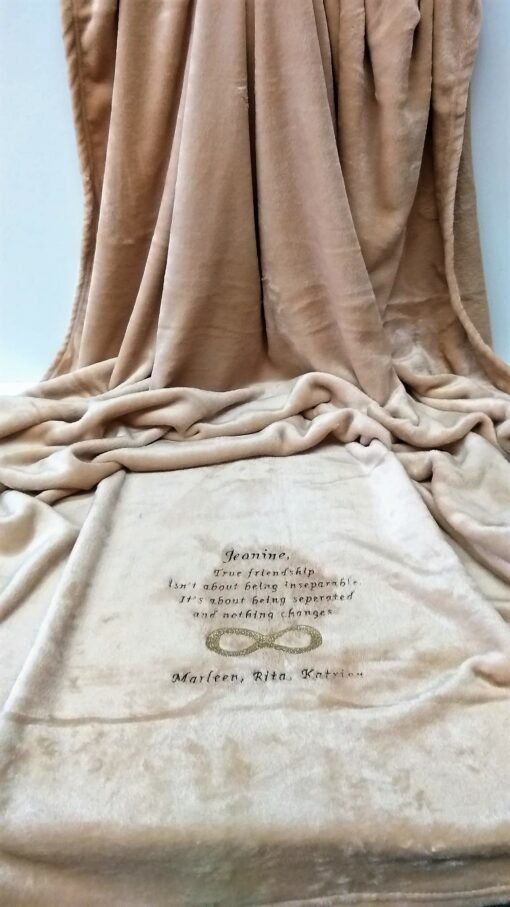 Jeanine,
True friendship
Isn't about being inseparable.
It's about being seperated
and nothing changes
Marleen, Rita, Katrien